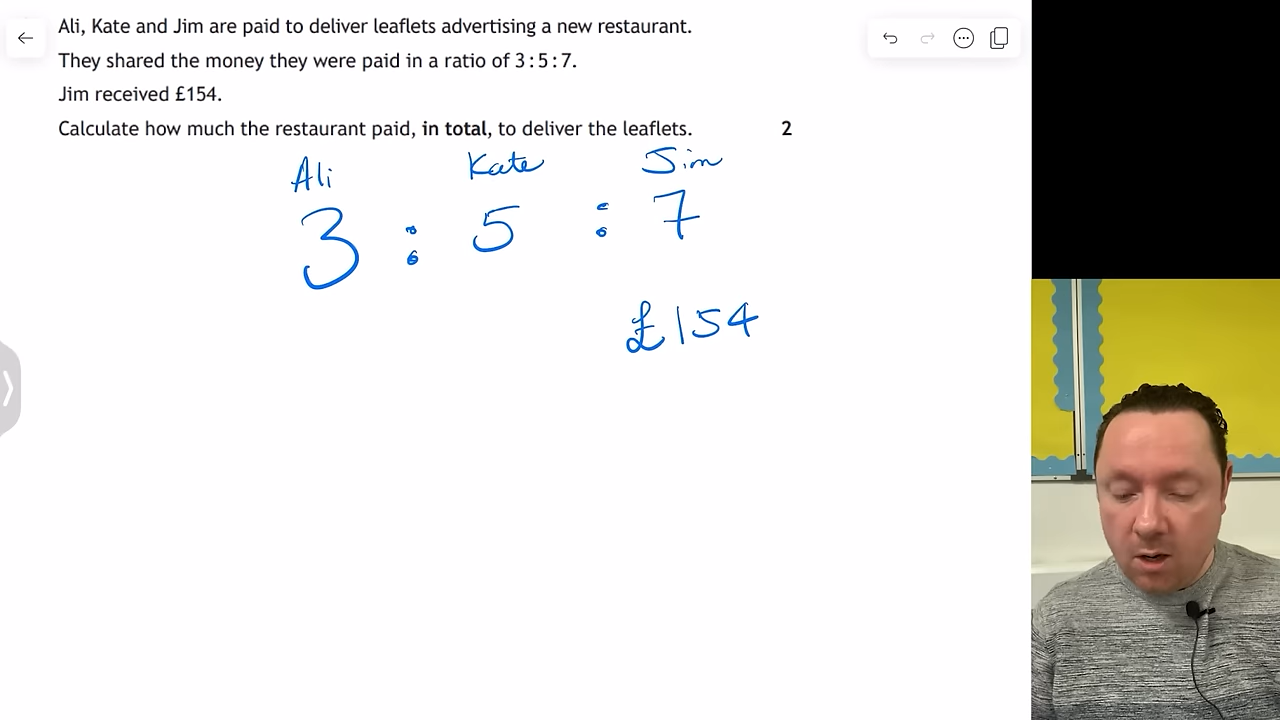 Ali, Kate and Jim are paid to deliver leaflets advertising a new restaurant.
They shared the money they were paid in a ratio of 3:5:7.
Jim received £154.
Calculate how much the restaurant paid, in total, to deliver the leaflets. 2
Ali Kate Jim
3 : 5 : 7
£154